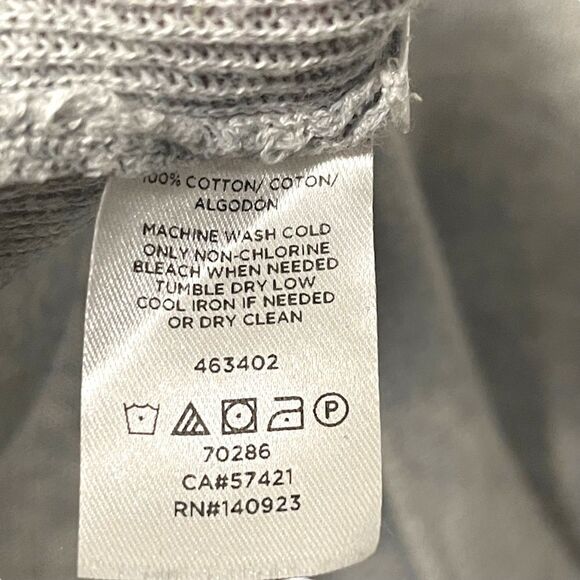 100% COTTON/ COTON/
ALGODON
MACHINE WASH COLD
ONLY NON-CHLORINE
BLEACH WHEN NEEDED
TUMBLE DRY LOW
COOL IRON IF NEEDED
OR DRY CLEAN
463402
P
70286
CA#57421
RN#140923